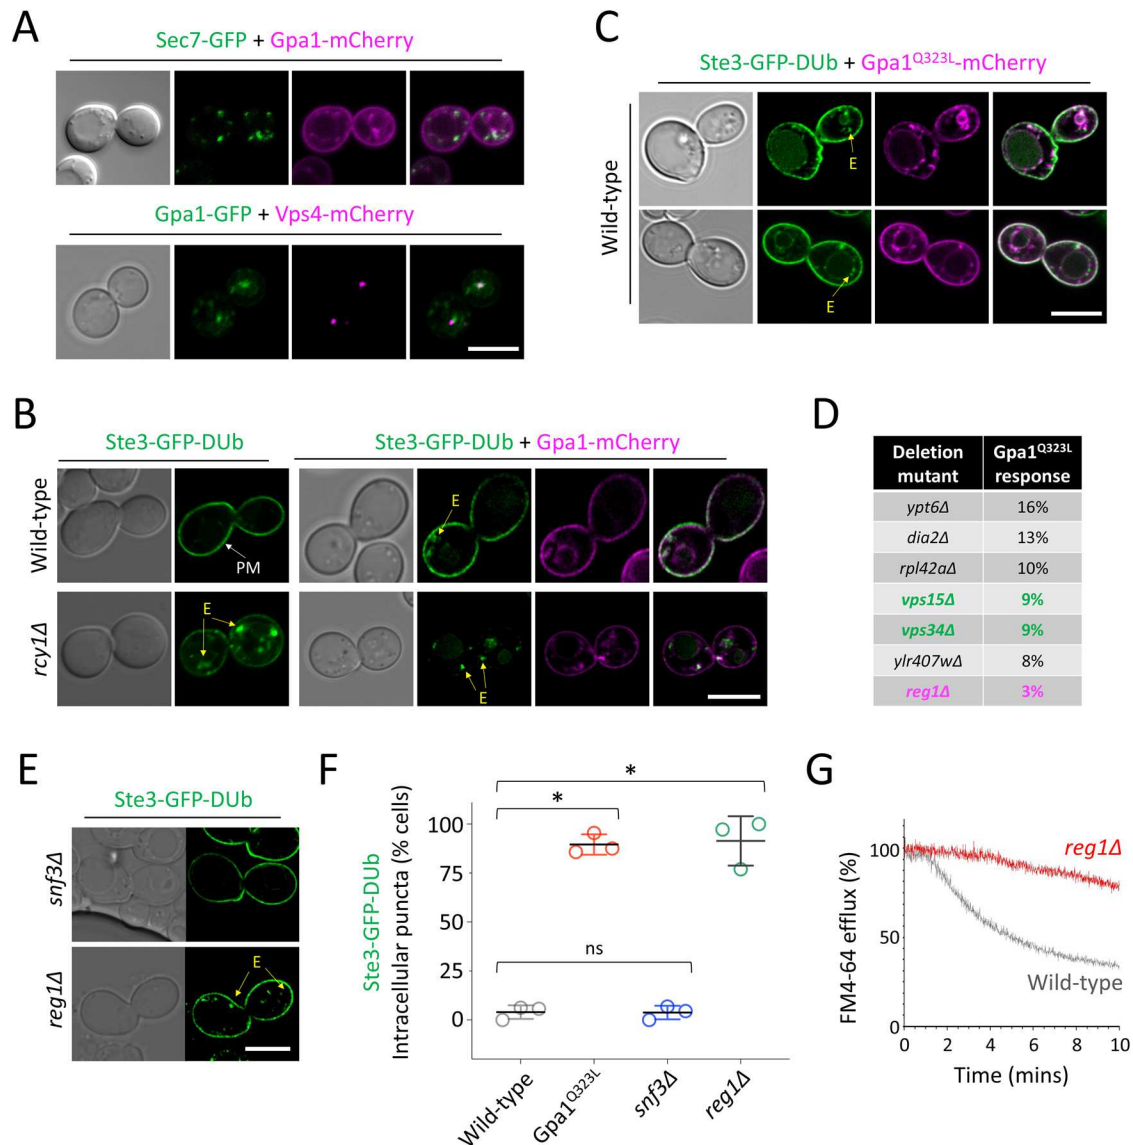 A
Sec7-GFP + Gpa1-mCherry
Gpa1-GFP + Vps4-mCherry
C
Ste3-GFP-DUb + Gpa1Q323L-mCherry
Wild-type
E
E
B
Ste3-GFP-DUb
Ste3-GFP-DUb + Gpa1-mCherry
Wild-type
PM
E
rcy1Δ
E
E
D
Deletion mutant
Gpa1Q323L response
ypt6Δ 16%
dia2Δ 13%
rpl42aΔ 10%
vps15Δ 9%
vps34Δ 9%
ylr407wΔ 8%
reg1Δ 3%
E
Ste3-GFP-DUb
snf3Δ
reg1Δ
E
F
Ste3-GFP-DUb
Intracellular puncta (% cells)
100
75
50
25
0
*
*
ns
Wild-type
Gpa1Q323L
snf3Δ
reg1Δ
G
FM4-64 efflux (%)
100
50
0
reg1Δ
Wild-type
0 2 4 6 8 10
Time (mins)